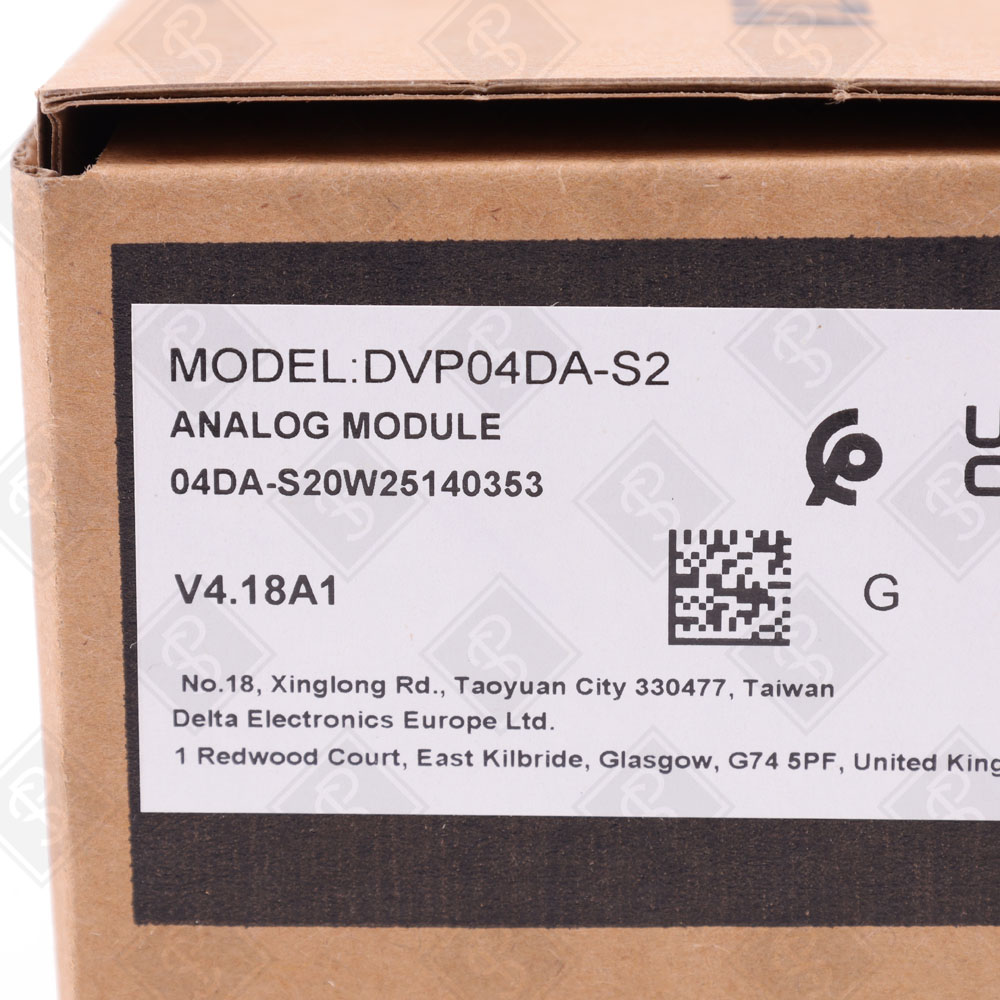 MODEL:DVP04DA-S2
ANALOG MODULE
04DA-S20W25140353
V4.18A1
G
No.18, Xinglong Rd., Taoyuan City 330477, Taiwan
Delta Electronics Europe Ltd.
1 Redwood Court, East Kilbride, Glasgow, G74 5PF, United